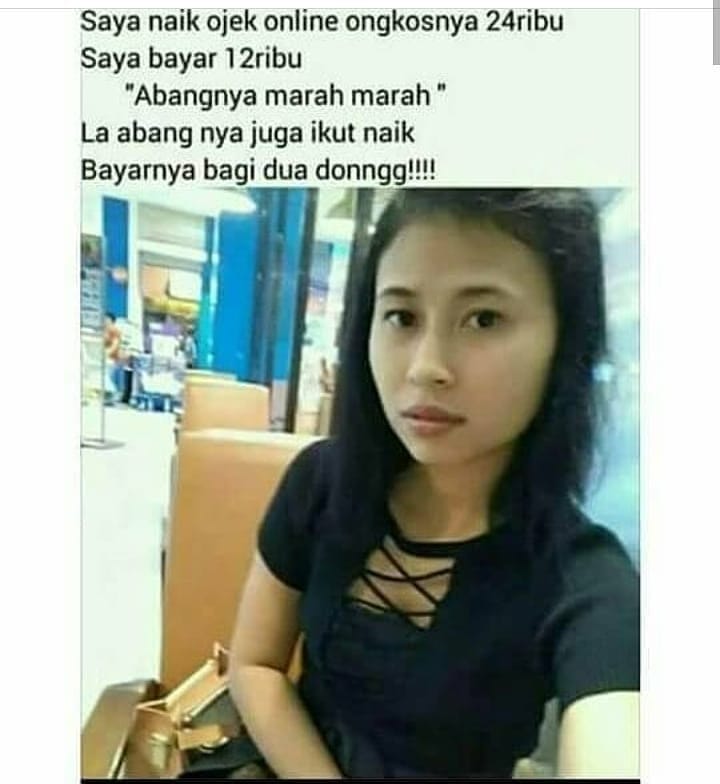 Saya naik ojek online ongkosnya 24ribu
Saya bayar 12ribu
"Abangnya marah marah "
La abang nya juga ikut naik
Bayarnya bagi dua donngg!!!!